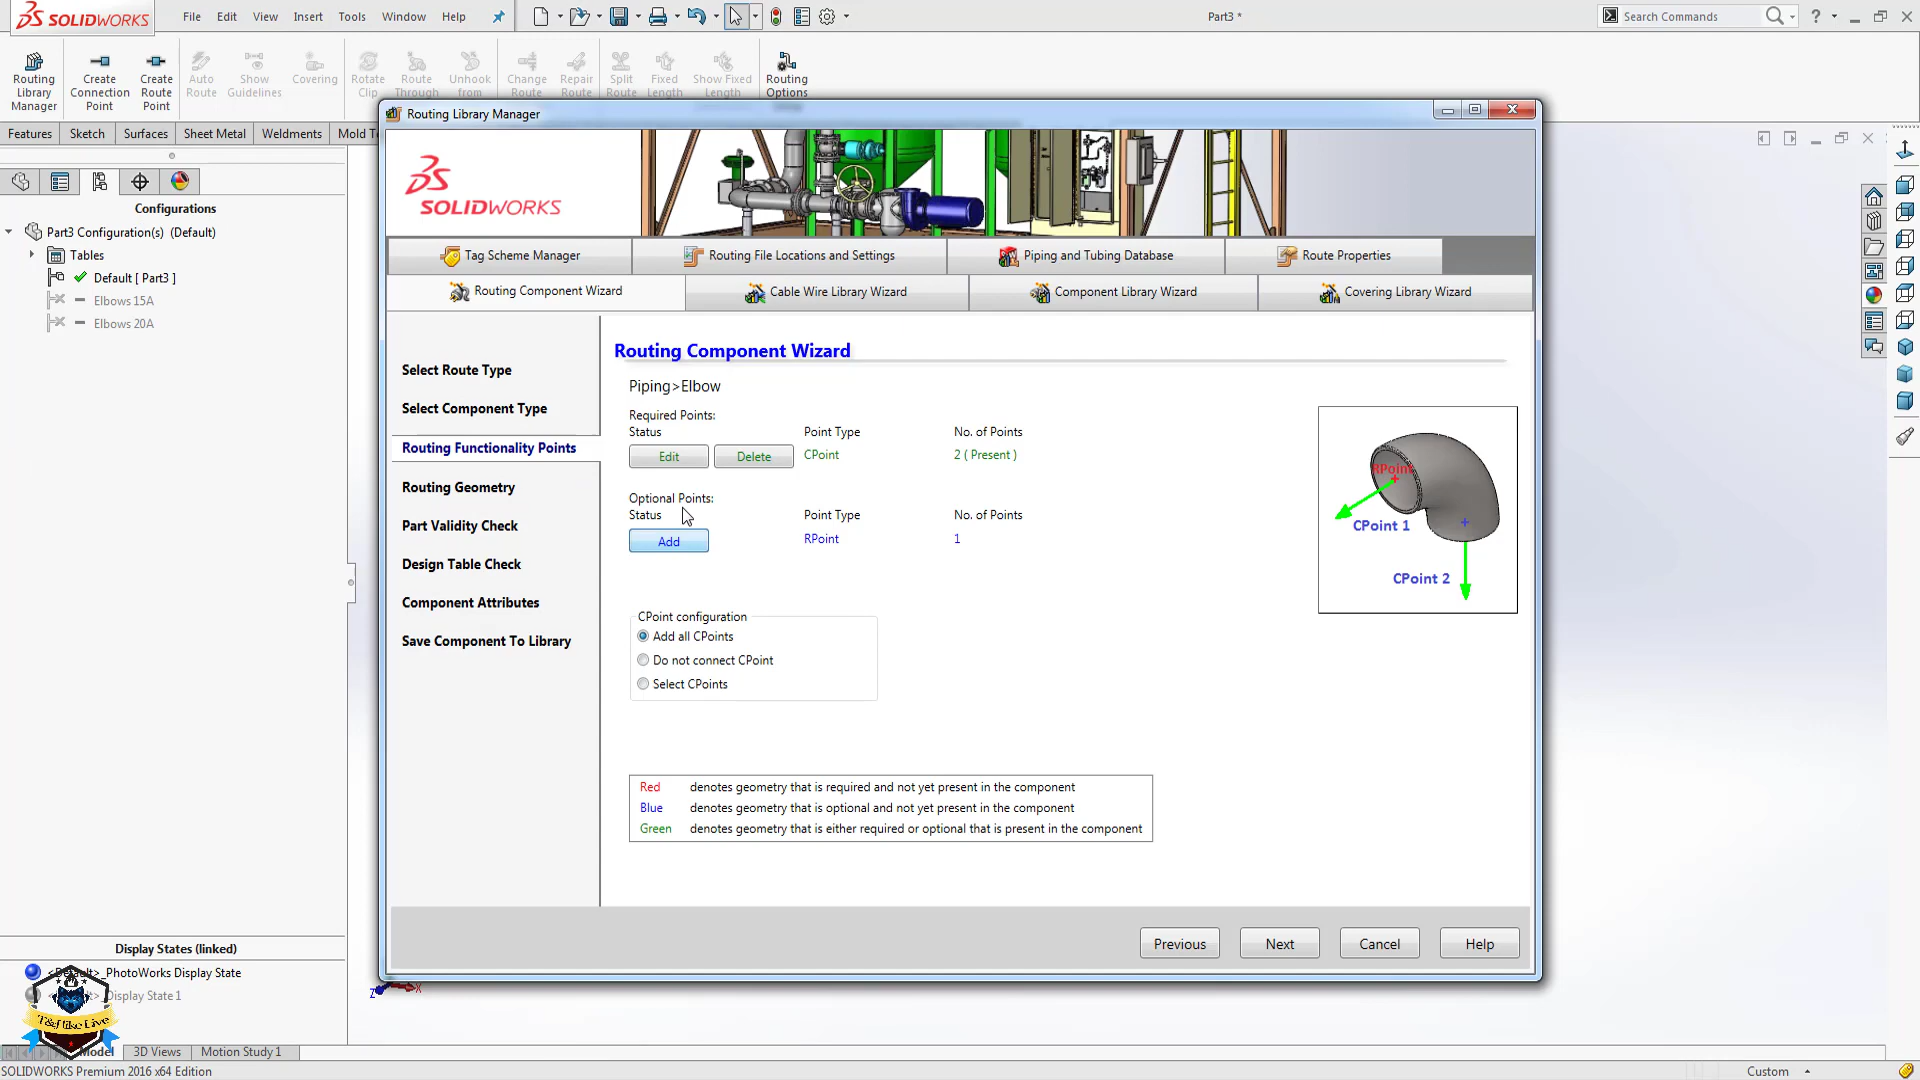 SOLIDWORKS File Edit View Insert Tools Window Help Part3 * Search Commands
Routing Library Manager
Create Connection Point
Create Route Point
Auto Route
Show Guidelines
Covering
Rotate Clip
Route Through
Unhook from
Change Route
Repair Route
Split Route
Fixed Length
Show Fixed
Routing Options
Features Sketch Surfaces Sheet Metal Weldments Mold T
Configurations
Part3 Configuration(s) (Default)
Tables
Default [ Part3 ]
Elbows 15A
Elbows 20A
Display States (linked)
<Default>_PhotoWorks Display State
Display State 1
T&f like Live
Model 3D Views Motion Study 1
SOLIDWORKS Premium 2016 x64 Edition
Custom
Routing Library Manager
SOLIDWORKS
Tag Scheme Manager Routing File Locations and Settings Piping and Tubing Database Route Properties
Routing Component Wizard Cable Wire Library Wizard Component Library Wizard Covering Library Wizard
Select Route Type
Select Component Type
Routing Functionality Points
Routing Geometry
Part Validity Check
Design Table Check
Component Attributes
Save Component To Library
Routing Component Wizard
Piping>Elbow
Required Points:
Status Point Type No. of Points
Edit Delete CPoint 2 ( Present )
Optional Points:
Status Point Type No. of Points
Add RPoint 1
CPoint configuration
Add all CPoints
Do not connect CPoint
Select CPoints
RPoint
CPoint 1
CPoint 2
Red denotes geometry that is required and not yet present in the component
Blue denotes geometry that is optional and not yet present in the component
Green denotes geometry that is either required or optional that is present in the component
Previous Next Cancel Help
Z X